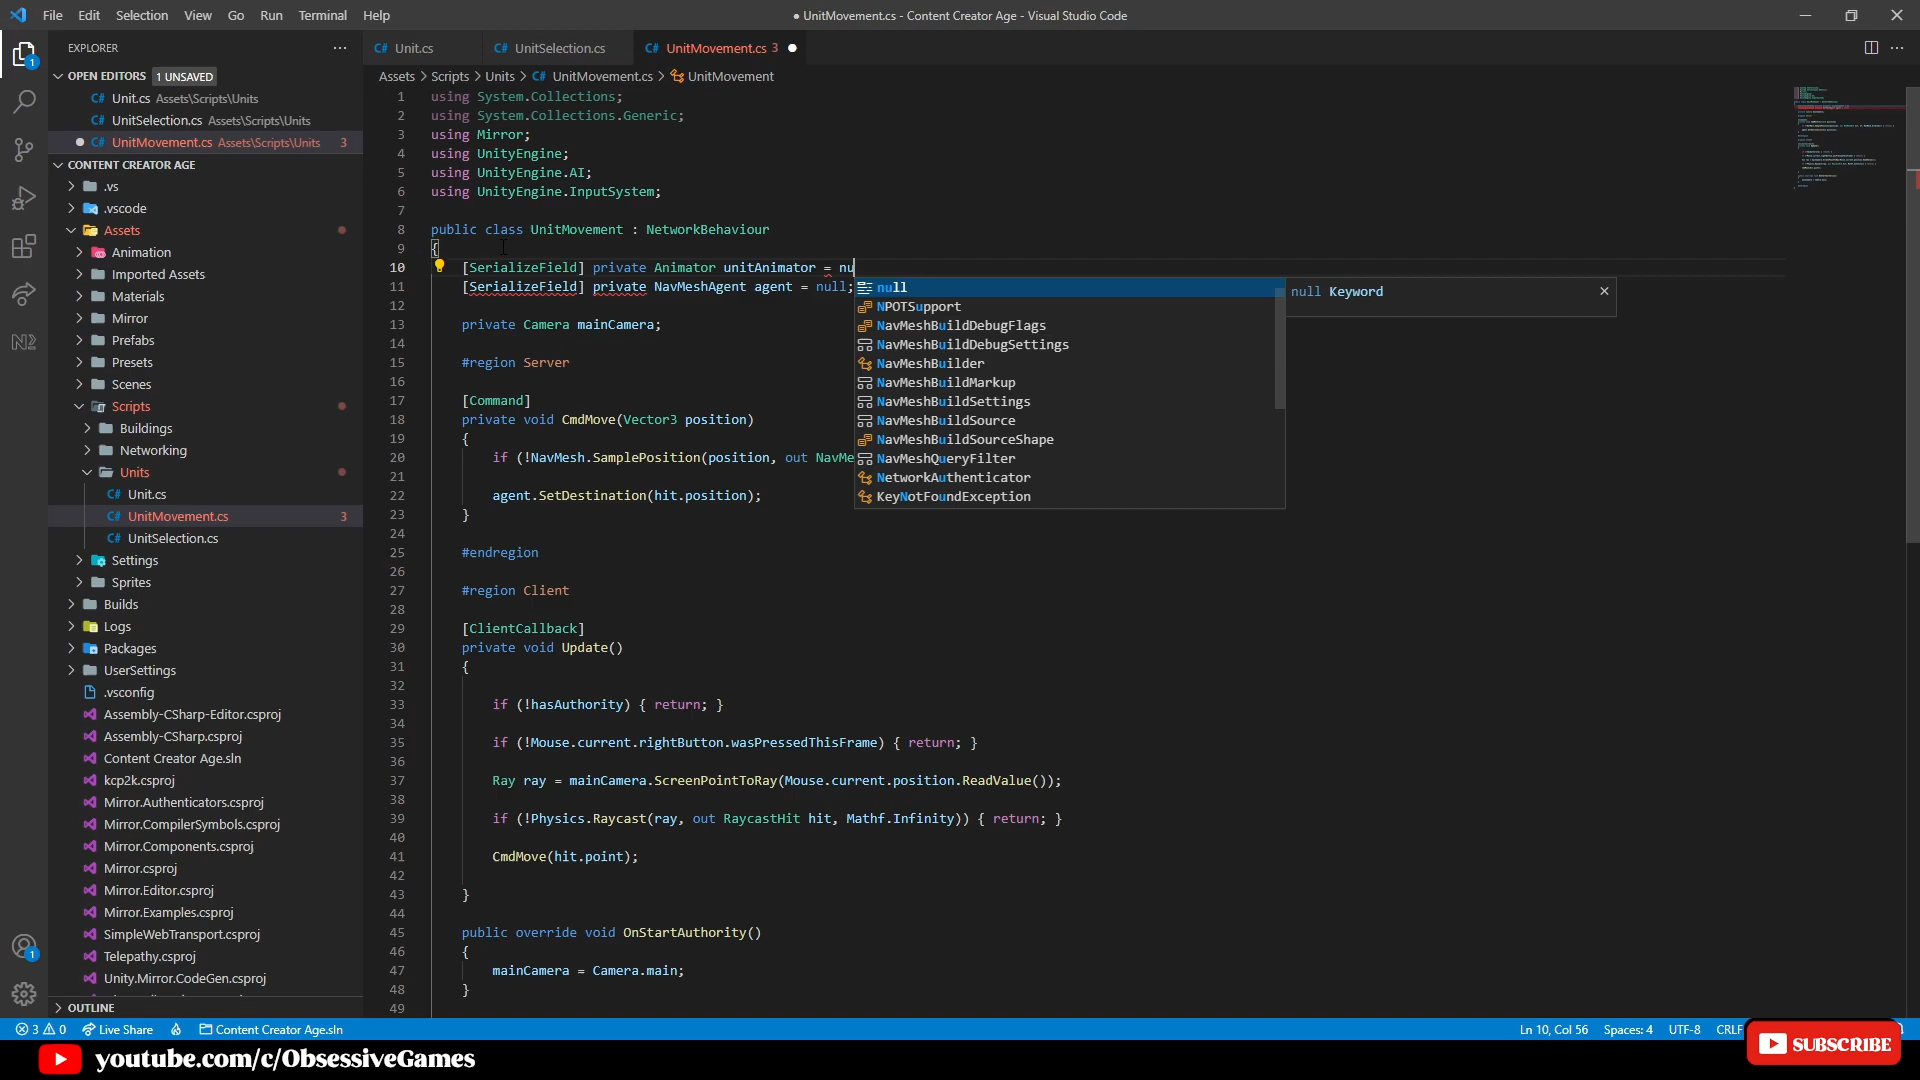 File Edit Selection View Go Run Terminal Help
● UnitMovement.cs - Content Creator Age - Visual Studio Code
EXPLORER
OPEN EDITORS 1 UNSAVED
C# Unit.cs Assets\Scripts\Units
C# UnitSelection.cs Assets\Scripts\Units
C# UnitMovement.cs Assets\Scripts\Units 3
CONTENT CREATOR AGE
.vs
.vscode
Assets
Animation
Imported Assets
Materials
Mirror
Prefabs
Presets
Scenes
Scripts
Buildings
Networking
Units
C# Unit.cs
C# UnitMovement.cs 3
C# UnitSelection.cs
Settings
Sprites
Builds
Logs
Packages
UserSettings
.vsconfig
Assembly-CSharp-Editor.csproj
Assembly-CSharp.csproj
Content Creator Age.sln
kcp2k.csproj
Mirror.Authenticators.csproj
Mirror.CompilerSymbols.csproj
Mirror.Components.csproj
Mirror.csproj
Mirror.Editor.csproj
Mirror.Examples.csproj
SimpleWebTransport.csproj
Telepathy.csproj
Unity.Mirror.CodeGen.csproj
OUTLINE
C# Unit.cs C# UnitSelection.cs C# UnitMovement.cs 3
Assets > Scripts > Units > C# UnitMovement.cs > UnitMovement
1 using System.Collections;
2 using System.Collections.Generic;
3 using Mirror;
4 using UnityEngine;
5 using UnityEngine.AI;
6 using UnityEngine.InputSystem;
7
8 public class UnitMovement : NetworkBehaviour
9 {
10 [SerializeField] private Animator unitAnimator = nu
11 [SerializeField] private NavMeshAgent agent = null;
12
13 private Camera mainCamera;
14
15 #region Server
16
17 [Command]
18 private void CmdMove(Vector3 position)
19 {
20 if (!NavMesh.SamplePosition(position, out NavMe
21
22 agent.SetDestination(hit.position);
23 }
24
25 #endregion
26
27 #region Client
28
29 [ClientCallback]
30 private void Update()
31 {
32
33 if (!hasAuthority) { return; }
34
35 if (!Mouse.current.rightButton.wasPressedThisFrame) { return; }
36
37 Ray ray = mainCamera.ScreenPointToRay(Mouse.current.position.ReadValue());
38
39 if (!Physics.Raycast(ray, out RaycastHit hit, Mathf.Infinity)) { return; }
40
41 CmdMove(hit.point);
42
43 }
44
45 public override void OnStartAuthority()
46 {
47 mainCamera = Camera.main;
48 }
49
null
NPOTSupport
NavMeshBuildDebugFlags
NavMeshBuildDebugSettings
NavMeshBuilder
NavMeshBuildMarkup
NavMeshBuildSettings
NavMeshBuildSource
NavMeshBuildSourceShape
NavMeshQueryFilter
NetworkAuthenticator
KeyNotFoundException
null Keyword
3 0 Live Share Content Creator Age.sln
Ln 10, Col 56 Spaces: 4 UTF-8 CRLF
youtube.com/c/ObsessiveGames
SUBSCRIBE